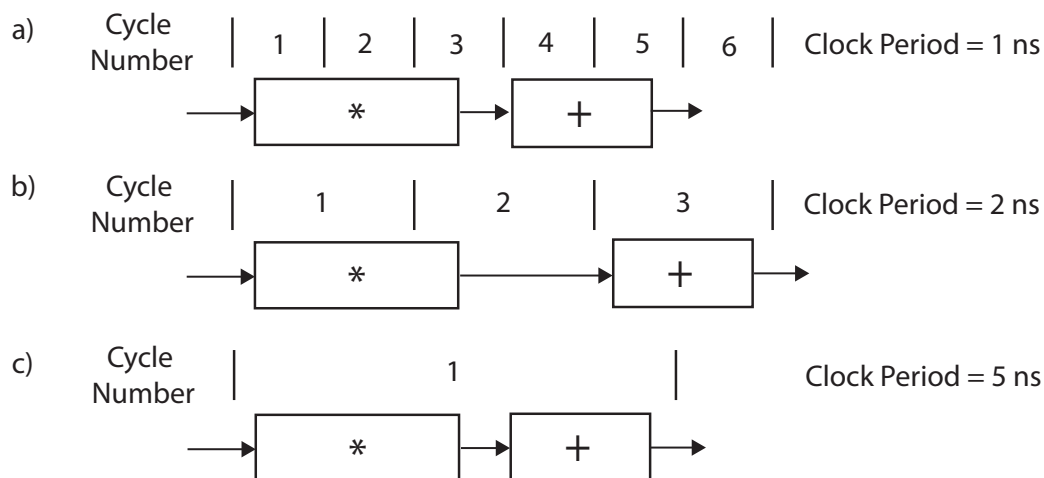 a) Cycle Number 1 2 3 4 5 6 Clock Period = 1 ns
* +
b) Cycle Number 1 2 3 Clock Period = 2 ns
* +
c) Cycle Number 1 Clock Period = 5 ns
* +